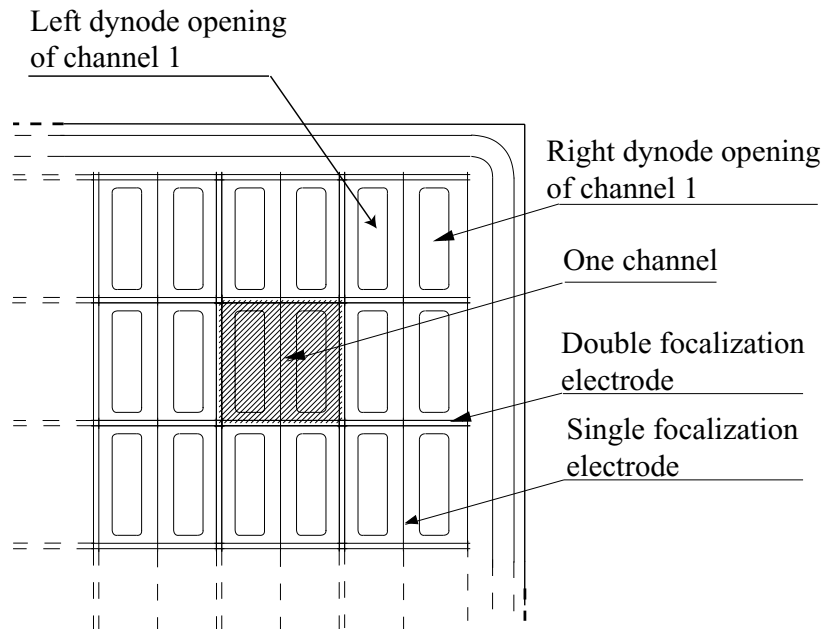 Left dynode opening
of channel 1
Right dynode opening
of channel 1
One channel
Double focalization
electrode
Single focalization
electrode